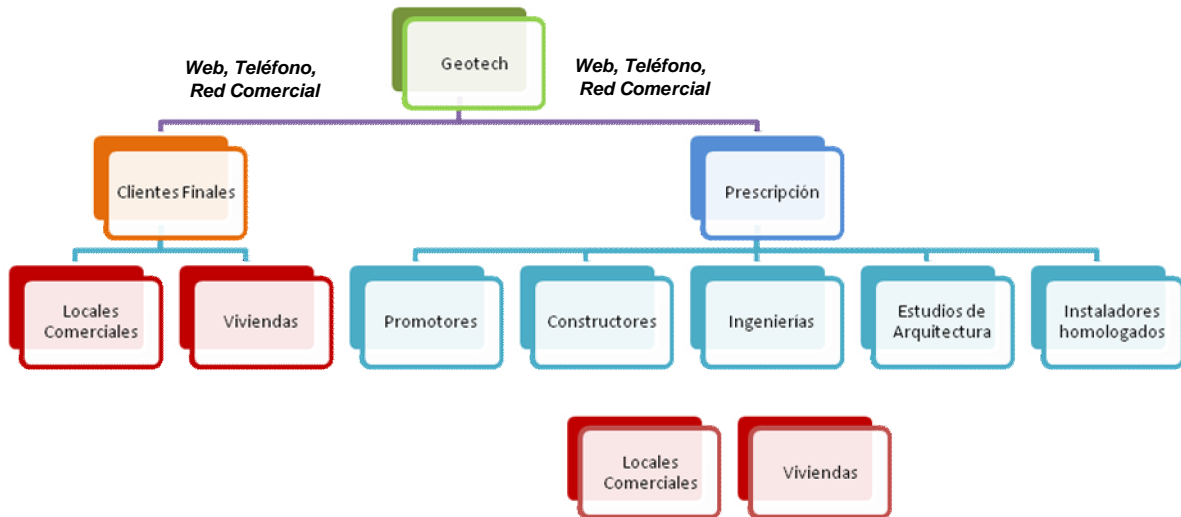 Geotech
Web, Teléfono,
Red Comercial
Web, Teléfono,
Red Comercial
Clientes Finales
Prescripción
Locales
Comerciales
Viviendas
Promotores
Constructores
Ingenierías
Estudios de
Arquitectura
Instaladores
homologados
Locales
Comerciales
Viviendas